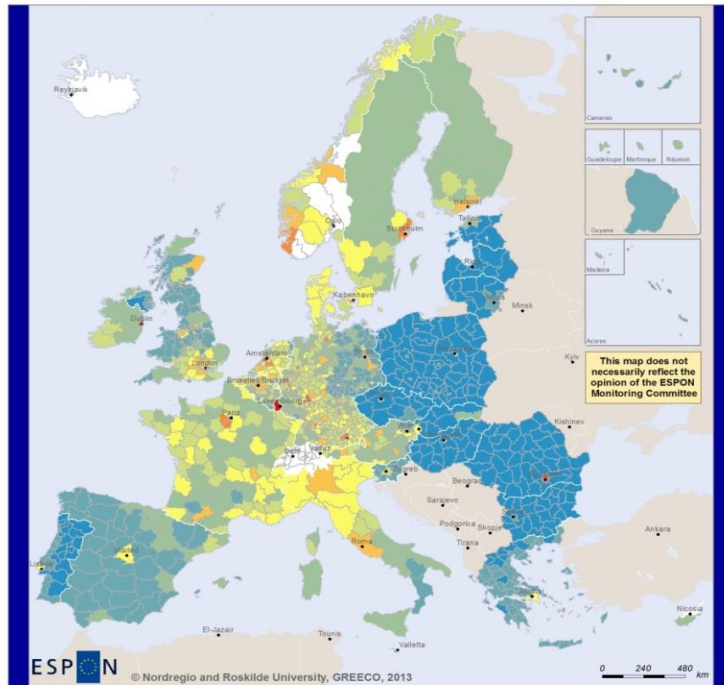 Reykjavík
Canarias
Guadeloupe
Martinique
Réunion
Guyane
Madeira
Acores
Oslo
Helsinki
Tallinn
Stockholm
Riga
København
Minsk
Dublin
Amsterdam
London
Bruxelles/Brussel
Kyiv
This map does not
necessarily reflect the
opinion of the ESPON
Monitoring Committee
Paris
Kishinev
Bern
Vaduz
Zagreb
Beograd
Sarajevo
Podgorica
Skopje
Tirana
Ankara
Roma
Madrid
Lisboa
Nicosia
El-Jazair
Tounis
Valletta
ESPON
© Nordregio and Roskilde University, GREECO, 2013
0 240 480
km